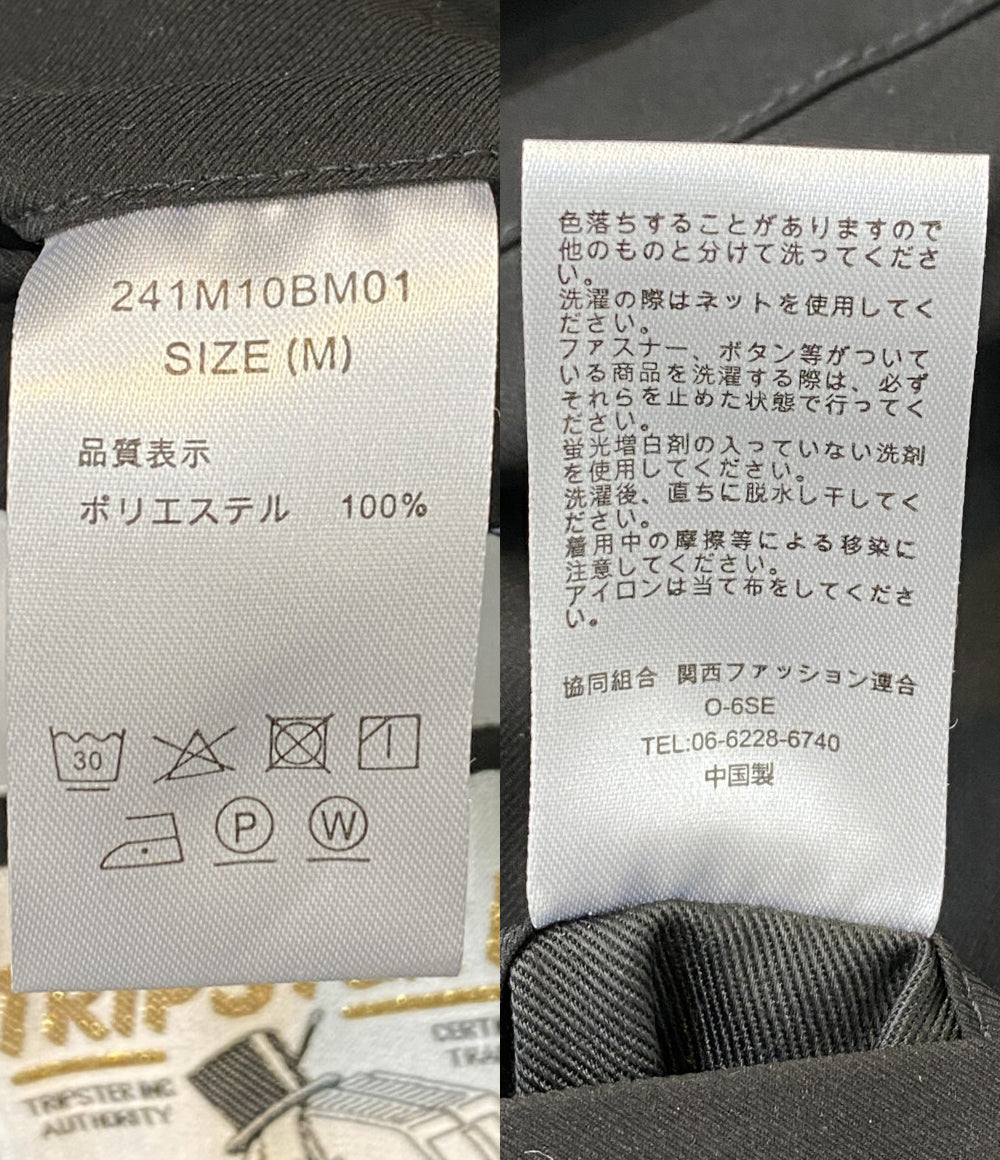 241M10BM01
SIZE (M)
品質表示
ポリエステル 100%
30
P
W
TRIPSTER
TRIPSTER INC
AUTHORITY
色落ちすることがありますので
他のものと分けて洗ってくださ
い。
洗濯の際はネットを使用してく
ださい。
ファスナー、ボタン等がついて
いる商品を洗濯する際は、必ず
それらを止めた状態で行ってく
ださい。
蛍光増白剤の入っていない洗剤
を使用してください。
洗濯後、直ちに脱水し干してく
ださい。
着用中の摩擦等による移染に
注意してください。
アイロンは当て布をしてくださ
い。
協同組合 関西ファッション連合
O-6SE
TEL:06-6228-6740
中国製